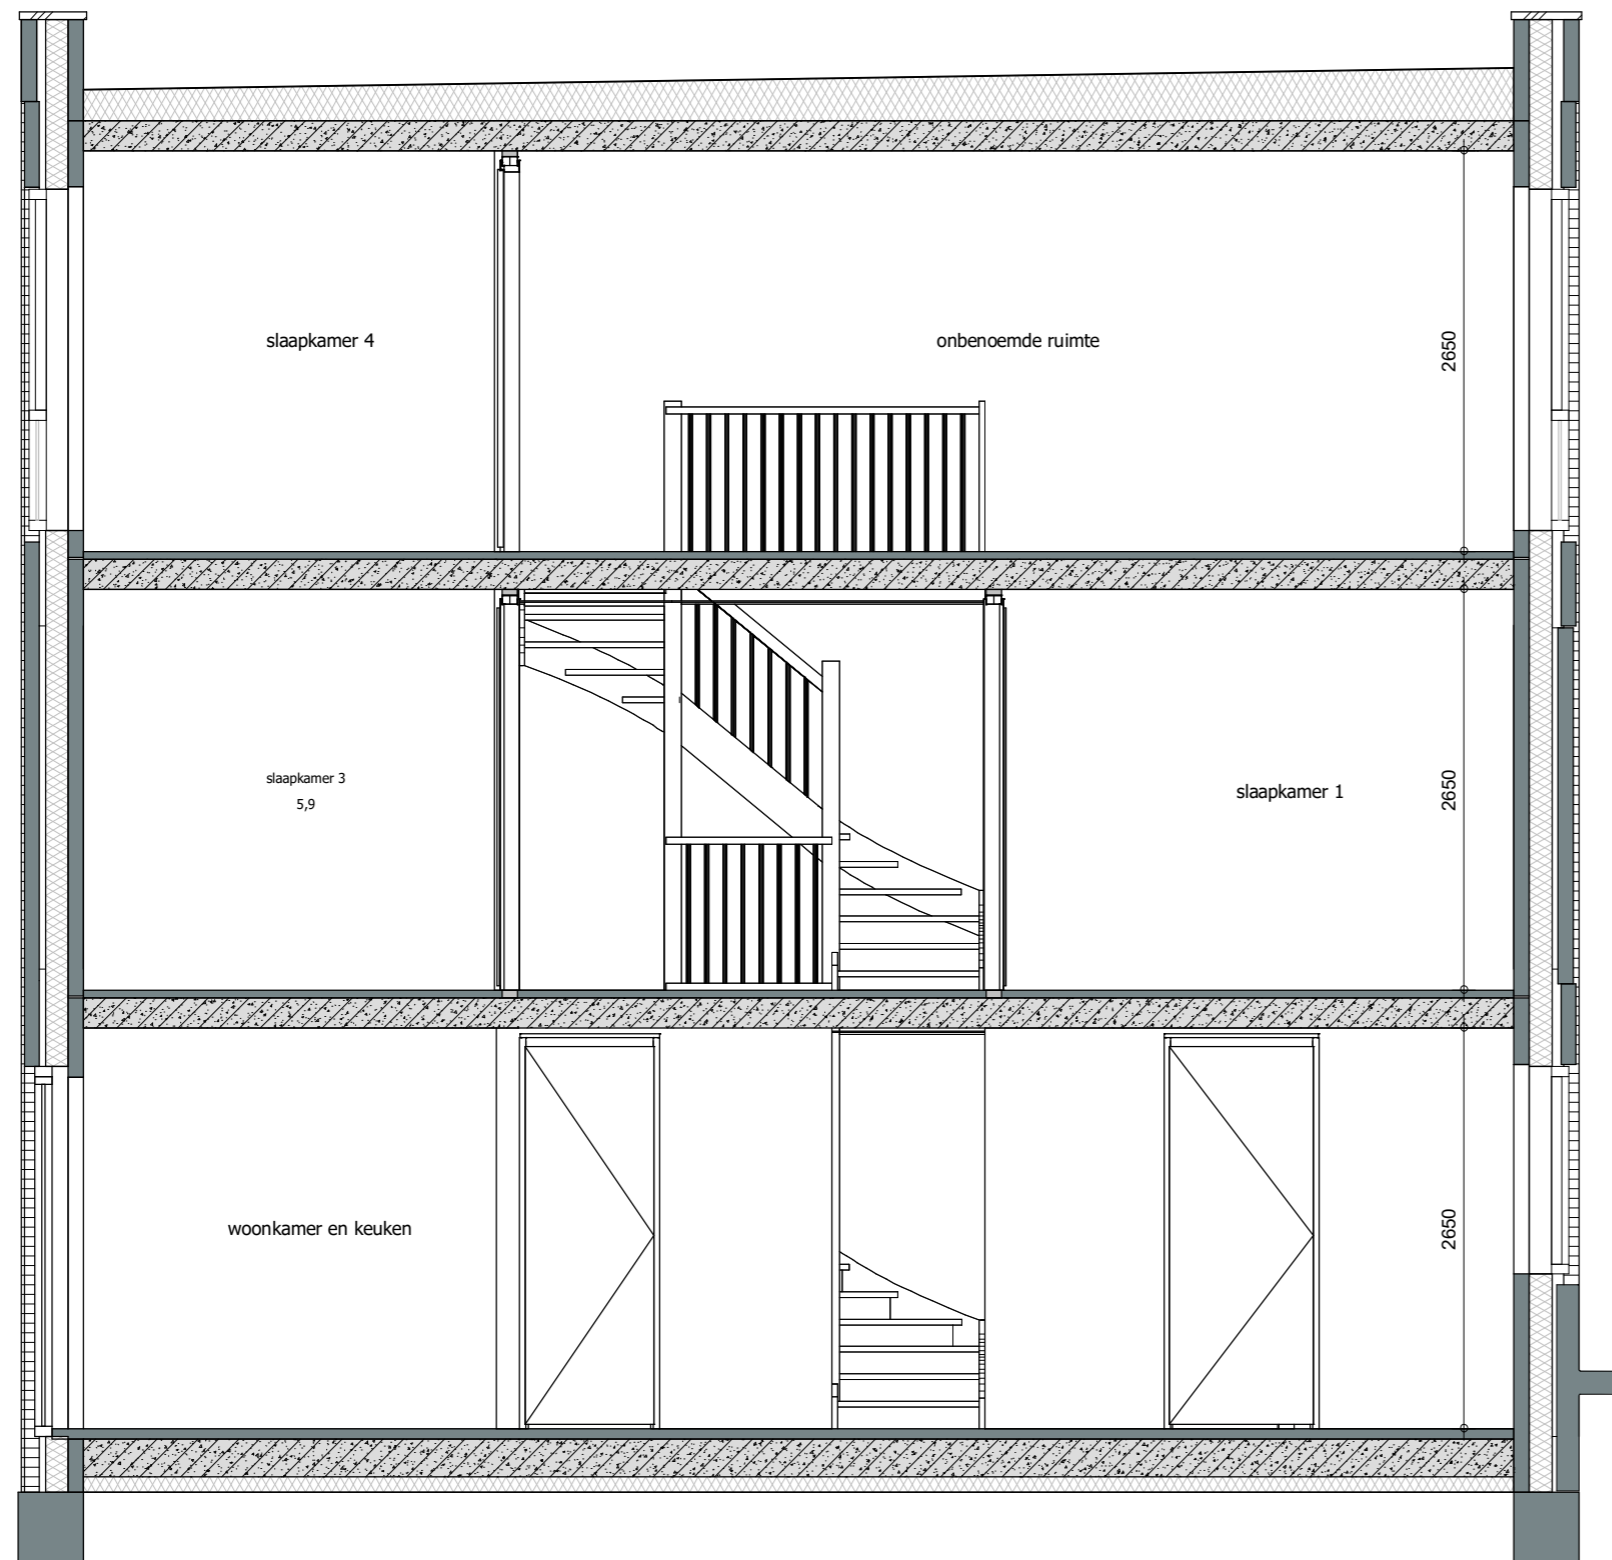 slaapkamer 4
onbenoemde ruimte
2650
slaapkamer 3
5,9
slaapkamer 1
2650
woonkamer en keuken
2650